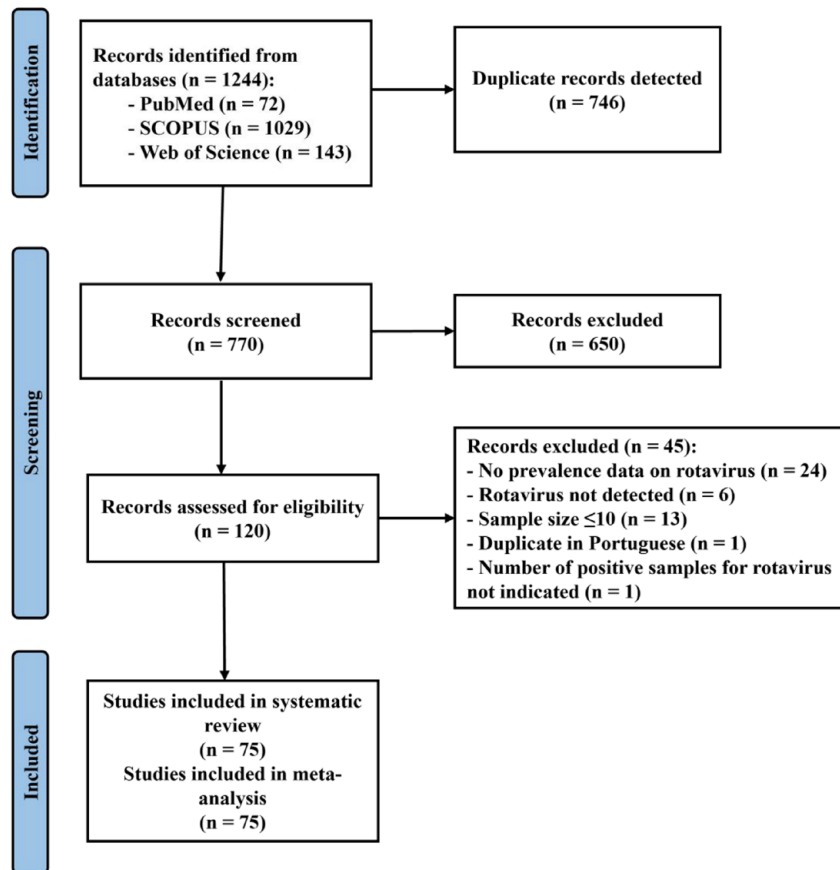 Identification
Records identified from
databases (n = 1244):
- PubMed (n = 72)
- SCOPUS (n = 1029)
- Web of Science (n = 143)
Duplicate records detected
(n = 746)
Screening
Records screened
(n = 770)
Records excluded
(n = 650)
Records assessed for eligibility
(n = 120)
Records excluded (n = 45):
- No prevalence data on rotavirus (n = 24)
- Rotavirus not detected (n = 6)
- Sample size ≤10 (n = 13)
- Duplicate in Portuguese (n = 1)
- Number of positive samples for rotavirus
not indicated (n = 1)
Included
Studies included in systematic
review
(n = 75)
Studies included in meta-
analysis
(n = 75)